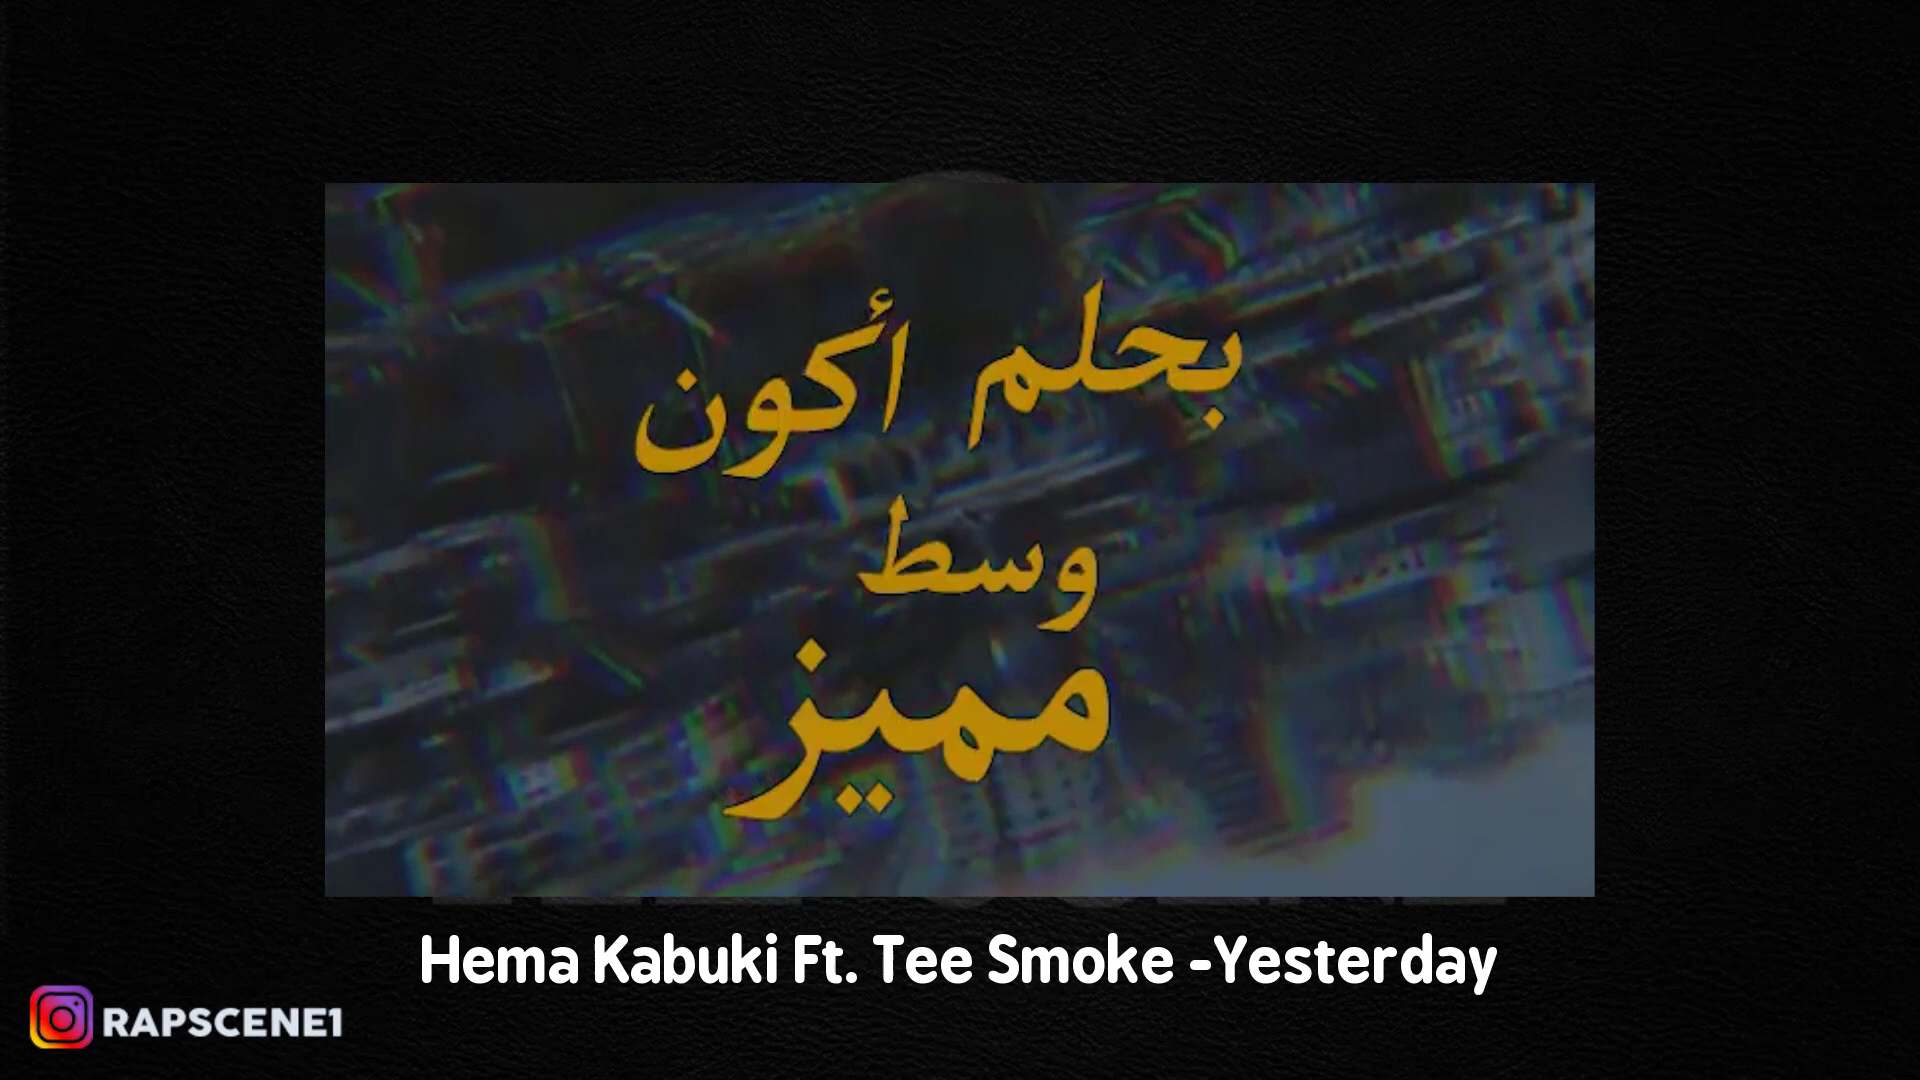 بحلم أكون
وسط
مميز
Hema Kabuki Ft. Tee Smoke -Yesterday
RAPSCENE1